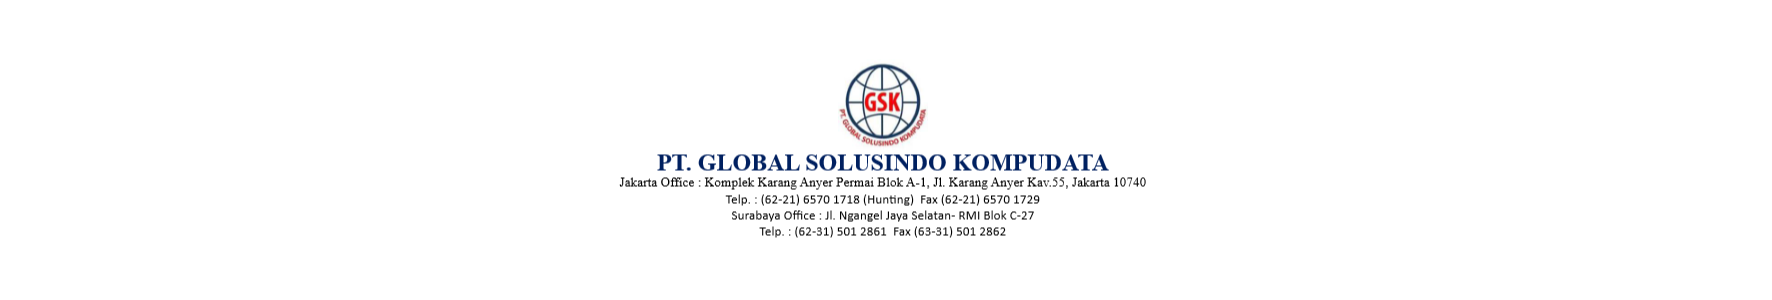 GSK
PT. GLOBAL SOLUSINDO KOMPUDATA
PT. GLOBAL SOLUSINDO KOMPUDATA
Jakarta Office : Komplek Karang Anyer Permai Blok A-1, Jl. Karang Anyer Kav.55, Jakarta 10740
Telp. : (62-21) 6570 1718 (Hunting)  Fax (62-21) 6570 1729
Surabaya Office : Jl. Ngangel Jaya Selatan- RMI Blok C-27
Telp. : (62-31) 501 2861  Fax (63-31) 501 2862